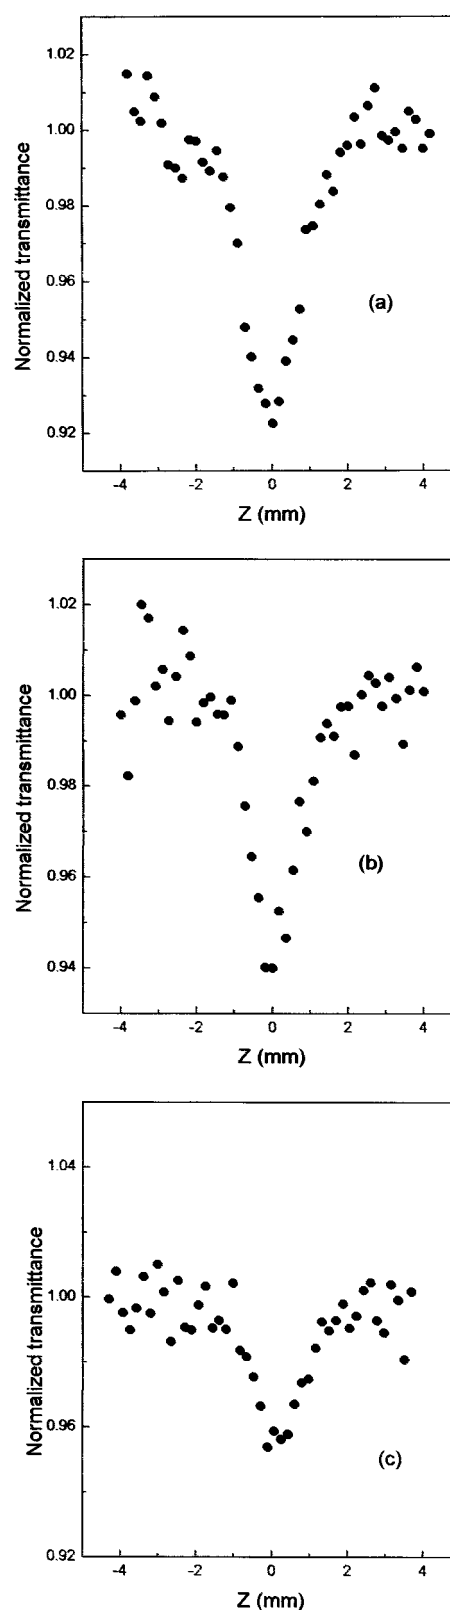 1.02
1.00
0.98
0.96
0.94
0.92
Normalized transmittance
(a)
-4 -2 0 2 4
Z (mm)
1.02
1.00
0.98
0.96
0.94
Normalized transmittance
(b)
-4 -2 0 2 4
Z (mm)
1.04
1.00
0.96
0.92
Normalized transmittance
(c)
-4 -2 0 2 4
Z (mm)